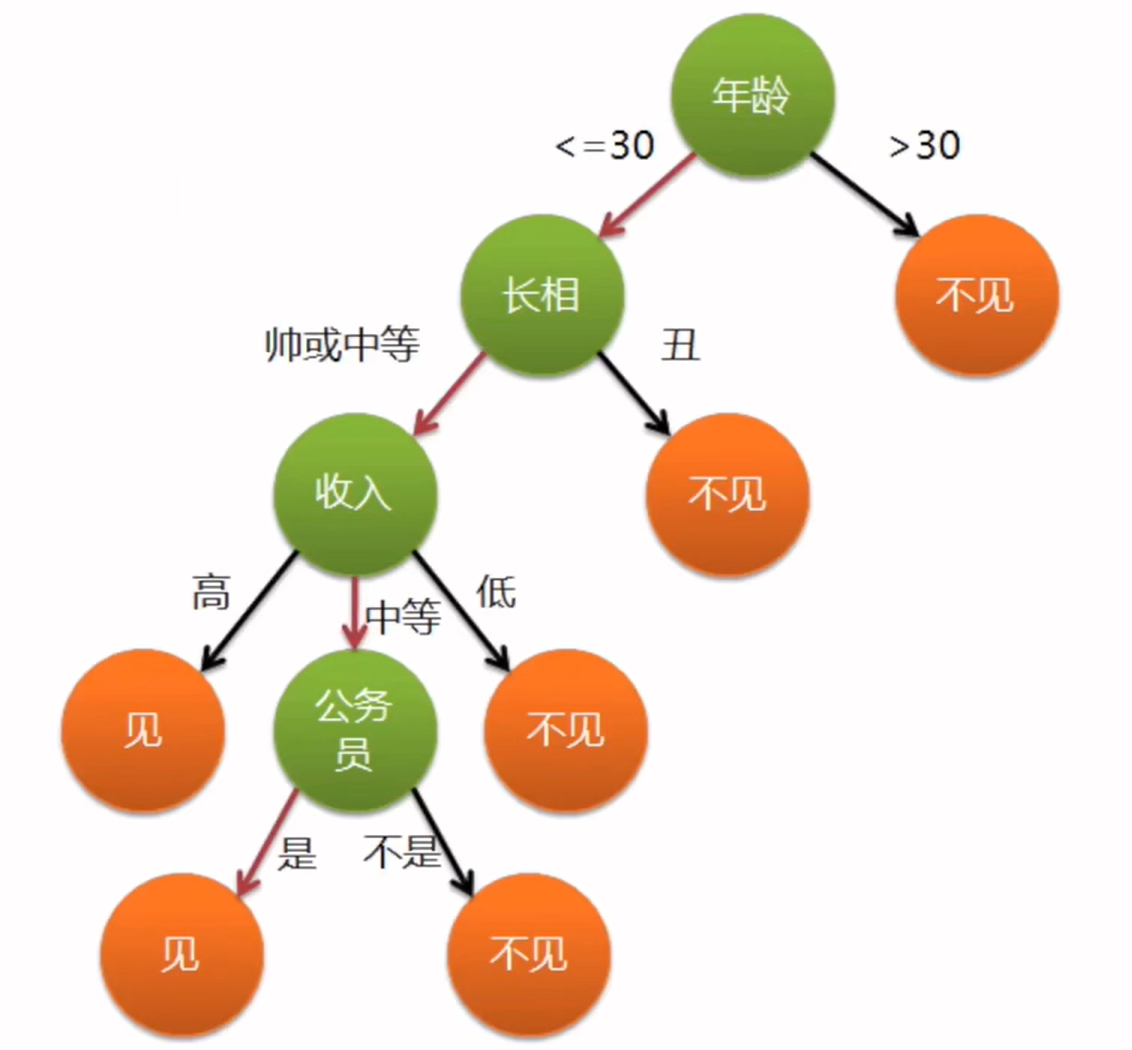 年龄
<=30
>30
长相
不见
帅或中等
丑
收入
不见
高
中等
低
见
公务
员
不见
是
不是
见
不见